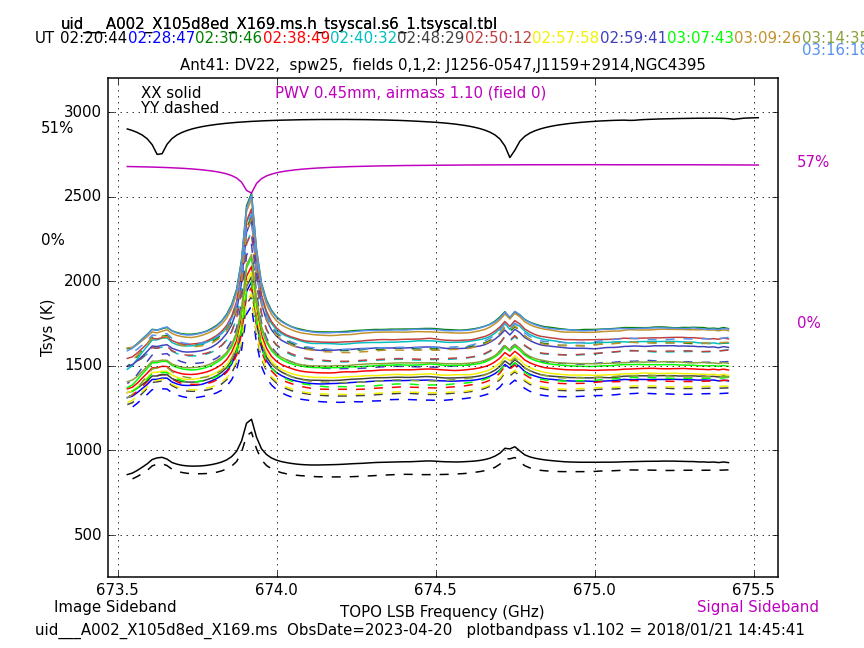 uid___A002_X105d8ed_X169.ms.h_tsyscal.s6_1.tsyscal.tbl
UT 02:20:44 02:28:47 02:30:46 02:38:49 02:40:32 02:48:29 02:50:12 02:57:58 02:59:41 03:07:43 03:09:26 03:14:35
03:16:18
Ant41: DV22, spw25, fields 0,1,2: J1256-0547,J1159+2914,NGC4395
XX solid PWV 0.45mm, airmass 1.10 (field 0)
YY dashed
3000
51%
57%
2500
0%
2000
0%
Tsys (K)
1500
1000
500
673.5 674.0 674.5 675.0 675.5
Image Sideband TOPO LSB Frequency (GHz) Signal Sideband
uid___A002_X105d8ed_X169.ms ObsDate=2023-04-20 plotbandpass v1.102 = 2018/01/21 14:45:41